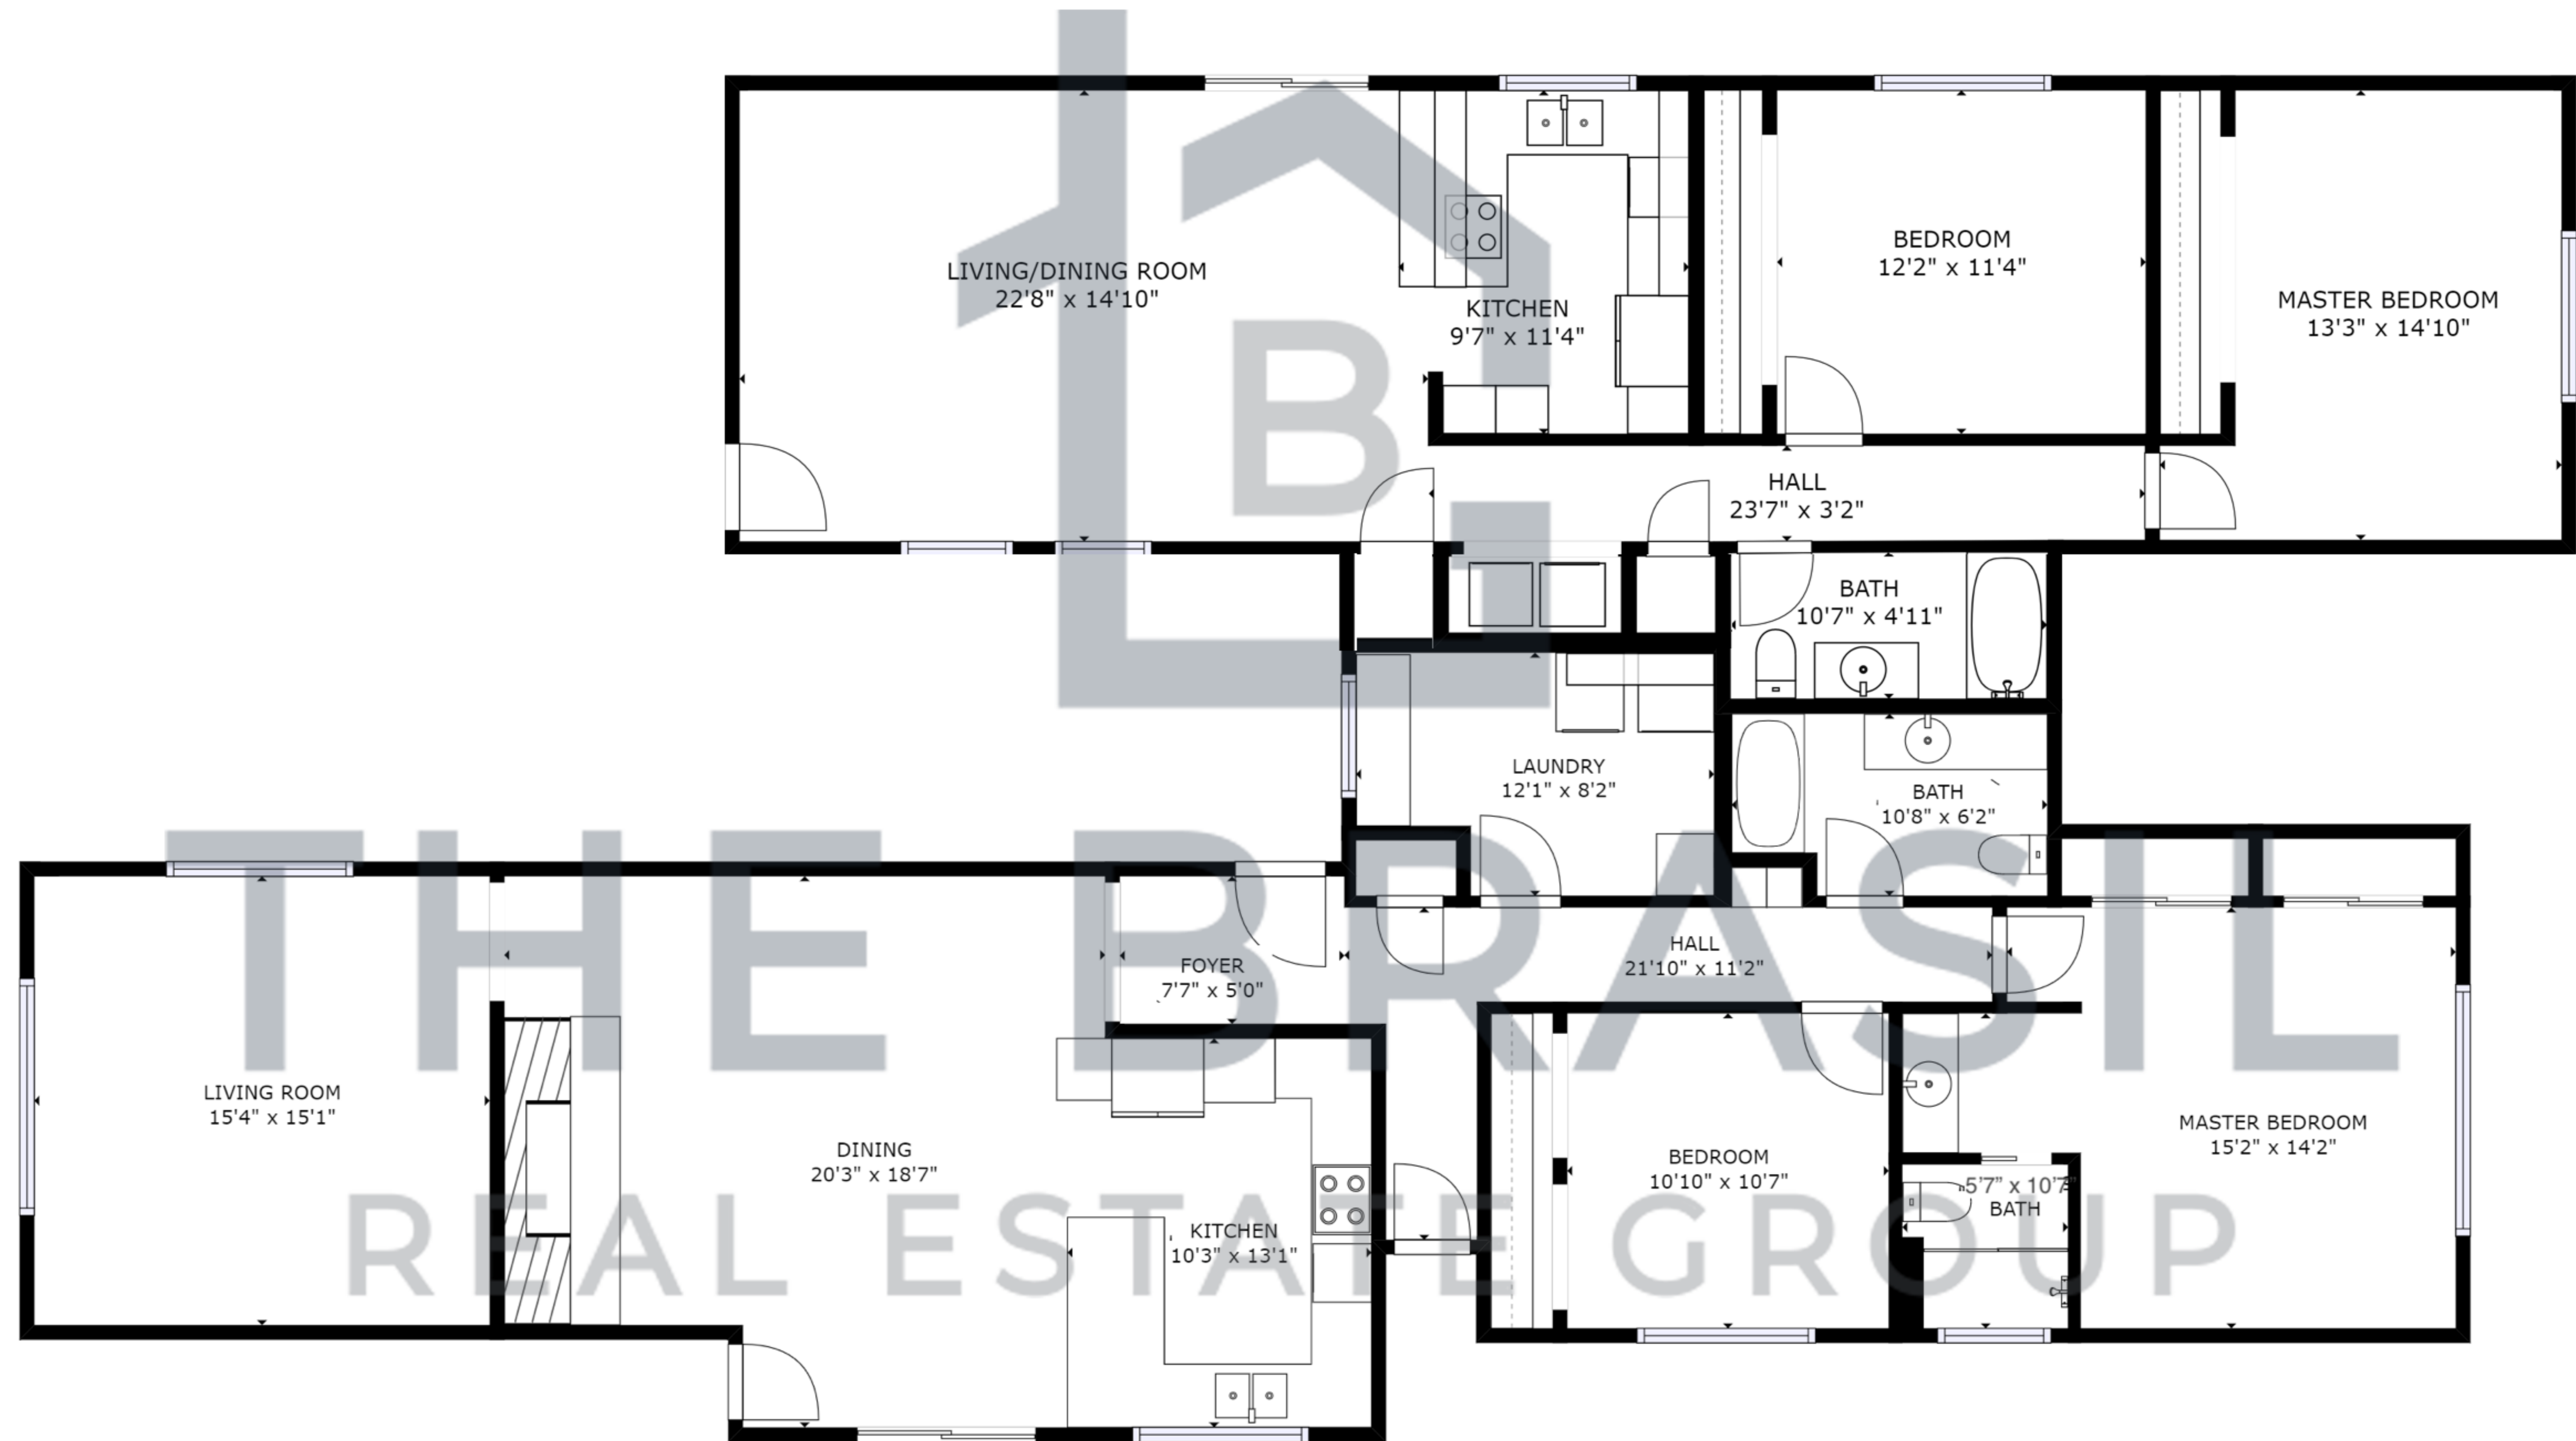 LIVING/DINING ROOM
22'8" x 14'10"
KITCHEN
9'7" x 11'4"
BEDROOM
12'2" x 11'4"
MASTER BEDROOM
13'3" x 14'10"
HALL
23'7" x 3'2"
BATH
10'7" x 4'11"
B
LAUNDRY
12'1" x 8'2"
BATH
10'8" x 6'2"
THE BRASIL
REAL ESTATE GROUP
FOYER
7'7" x 5'0"
HALL
21'10" x 11'2"
LIVING ROOM
15'4" x 15'1"
DINING
20'3" x 18'7"
KITCHEN
10'3" x 13'1"
BEDROOM
10'10" x 10'7"
5'7" x 10'7"
BATH
MASTER BEDROOM
15'2" x 14'2"